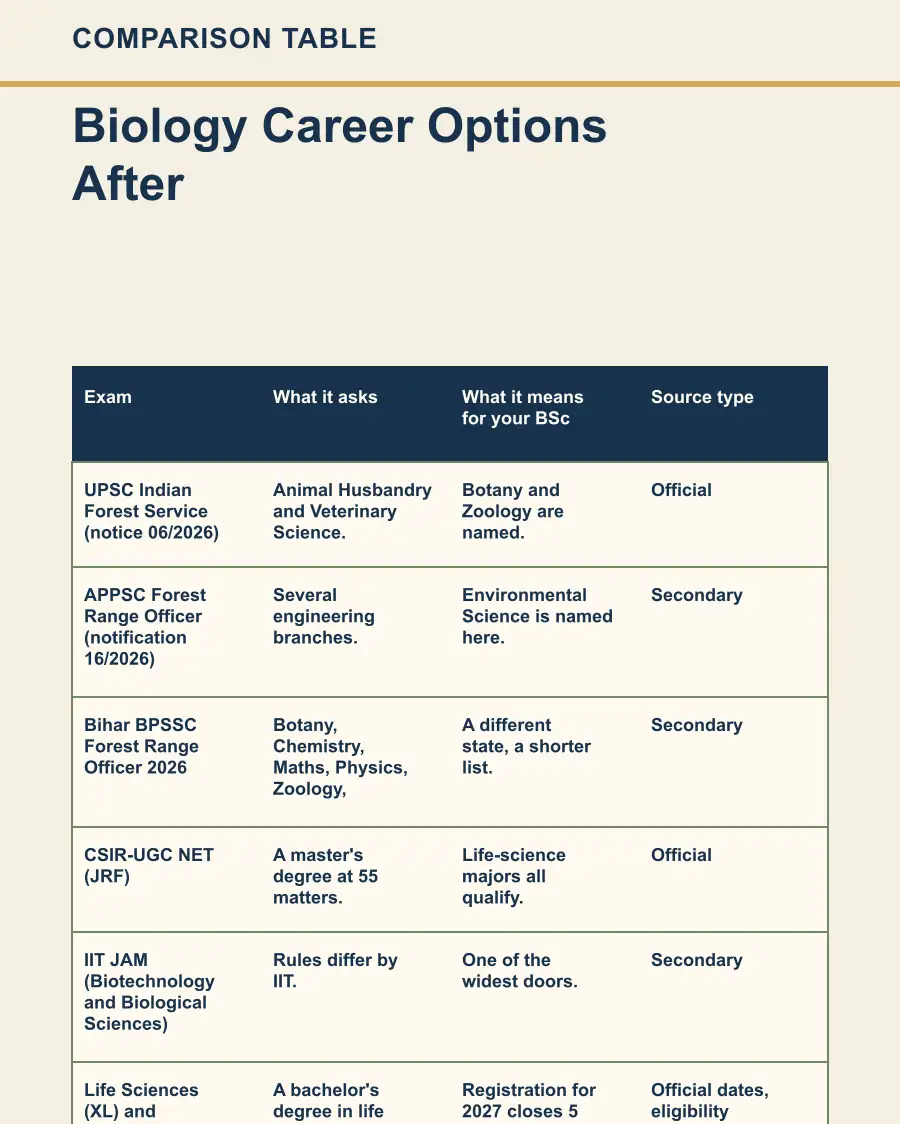 COMPARISON TABLE
Biology Career Options
After
Exam
What it asks
What it means
for your BSc
Source type
UPSC Indian
Forest Service
(notice 06/2026)
Animal Husbandry
and Veterinary
Science.
Botany and
Zoology are
named.
Official
APPSC Forest
Range Officer
(notification
16/2026)
Several
engineering
branches.
Environmental
Science is named
here.
Secondary
Bihar BPSSC
Forest Range
Officer 2026
Botany,
Chemistry,
Maths, Physics,
Zoology,
A different
state, a shorter
list.
Secondary
CSIR-UGC NET
(JRF)
A master's
degree at 55
matters.
Life-science
majors all
qualify.
Official
IIT JAM
(Biotechnology
and Biological
Sciences)
Rules differ by
IIT.
One of the
widest doors.
Secondary
Life Sciences
(XL) and
A bachelor's
degree in life
Registration for
2027 closes 5
Official dates,
eligibility